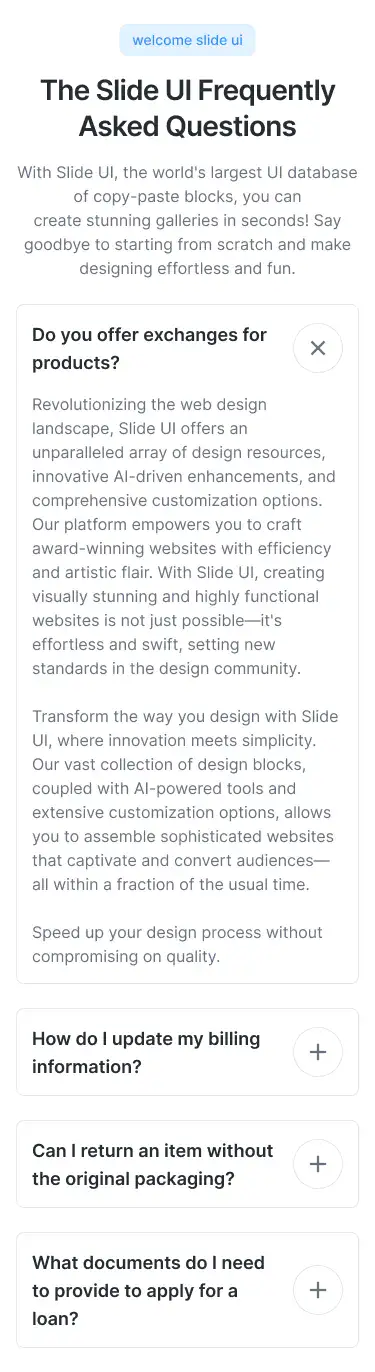 welcome slide ui
The Slide UI Frequently
Asked Questions
With Slide UI, the world's largest UI database
of copy-paste blocks, you can
create stunning galleries in seconds! Say
goodbye to starting from scratch and make
designing effortless and fun.
Do you offer exchanges for
products?
Revolutionizing the web design
landscape, Slide UI offers an
unparalleled array of design resources,
innovative AI-driven enhancements, and
comprehensive customization options.
Our platform empowers you to craft
award-winning websites with efficiency
and artistic flair. With Slide UI, creating
visually stunning and highly functional
websites is not just possible—it's
effortless and swift, setting new
standards in the design community.
Transform the way you design with Slide
UI, where innovation meets simplicity.
Our vast collection of design blocks,
coupled with AI-powered tools and
extensive customization options, allows
you to assemble sophisticated websites
that captivate and convert audiences—
all within a fraction of the usual time.
Speed up your design process without
compromising on quality.
How do I update my billing
information?
Can I return an item without
the original packaging?
What documents do I need
to provide to apply for a
loan?